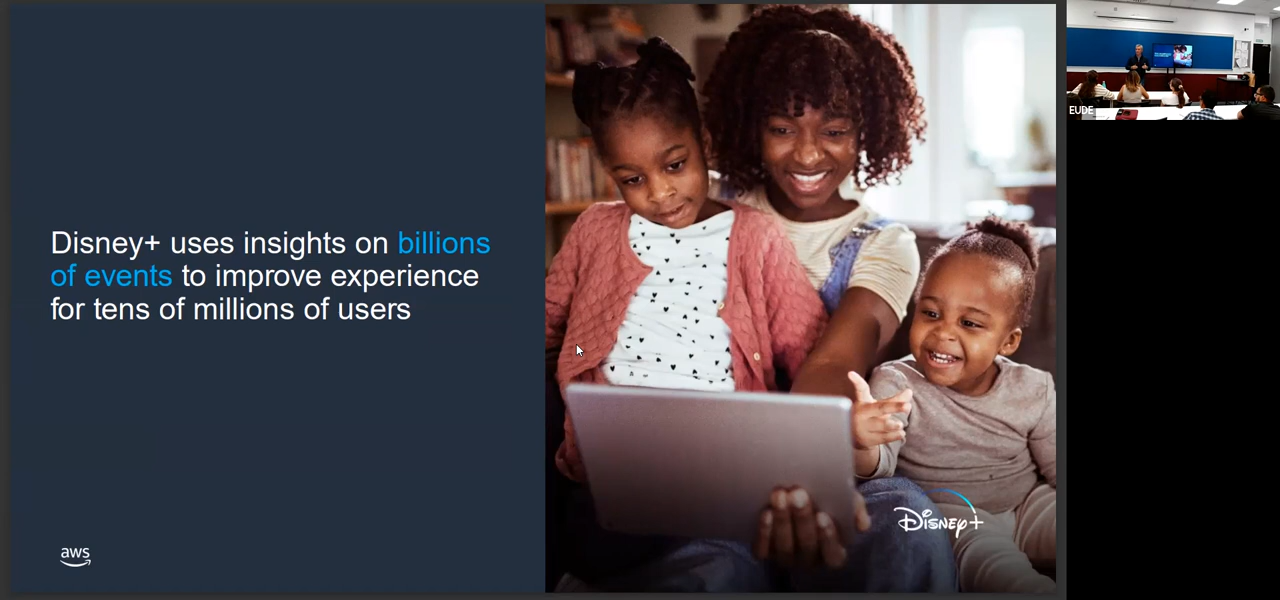 Disney+ uses insights on billions
of events to improve experience
for tens of millions of users
aws
Disney+
EUDE